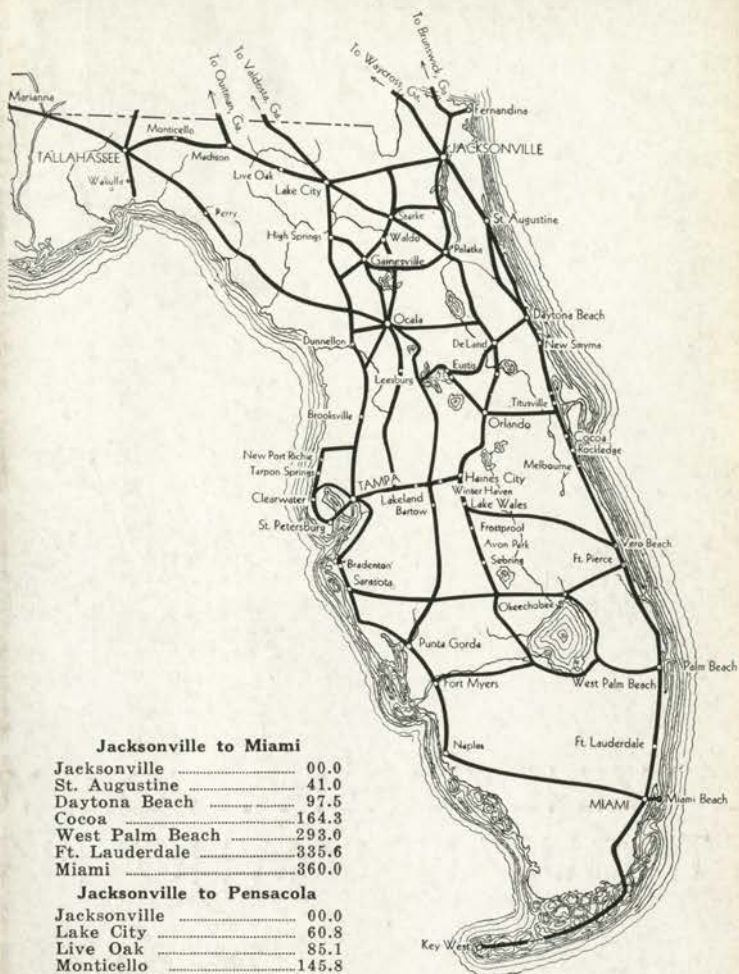 To Brunswick, Ga.
To Waycross, Ga.
To Valdosta, Ga.
To Quitman, Ga.
Marianna
Fernandina
Monticello
JACKSONVILLE
TALLAHASSEE
Madison
Live Oak
Wakulla
Lake City
Perry
Starke
St. Augustine
High Springs
Waldo
Palatka
Gainesville
Ocala
Daytona Beach
Dunnellon
DeLand
New Smyrna
Eustis
Leesburg
Titusville
Brooksville
Orlando
Cocoa
Rockledge
New Port Richie
Melbourne
Tarpon Springs
TAMPA
Haines City
Clearwater
Lakeland
Winter Haven
Bartow
Lake Wales
St. Petersburg
Frostproof
Avon Park
Vero Beach
Sebring
Ft. Pierce
Bradenton
Sarasota
Okeechobee
Punta Gorda
Palm Beach
Fort Myers
West Palm Beach
Naples
Ft. Lauderdale
MIAMI
Miami Beach
Key West
Jacksonville to Miami
Jacksonville 00.0
St. Augustine 41.0
Daytona Beach 97.5
Cocoa 164.3
West Palm Beach 293.0
Ft. Lauderdale 335.6
Miami 360.0
Jacksonville to Pensacola
Jacksonville 00.0
Lake City 60.8
Live Oak 85.1
Monticello 145.8